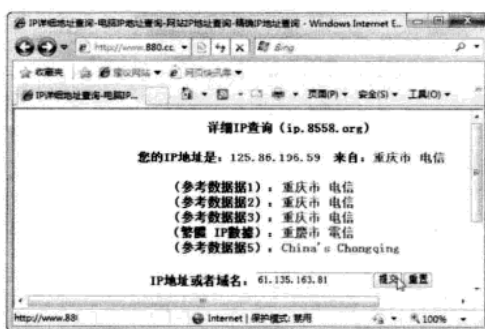 IP详细地址查询-电脑IP地址查询-网站IP地址查询-精确IP地址查询 - Windows Internet E...
http://www.880.cc
Bing
收藏夹 建议网站 网页快讯库
IP详细地址查询-电脑IP... 页面(P) 安全(S) 工具(O)
详细IP查询 (ip.8558.org)
您的IP地址是：125.86.196.59 来自：重庆市 电信
(参考数据据1)：重庆市 电信
(参考数据据2)：重庆市 电信
(参考数据据3)：重庆市 电信
(繁體 IP數據)：重慶市 電信
(参考数据据5)：China's Chongqing
IP地址或者域名： 61.135.163.81 提交 重置
http://www.88 Internet | 保护模式: 禁用 100%